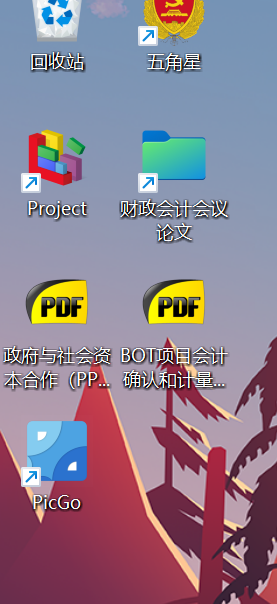 回收站
五角星
Project
财政会计会议
论文
PDF
PDF
政府与社会资
本合作（PP...
BOT项目会计
确认和计量...
PicGo